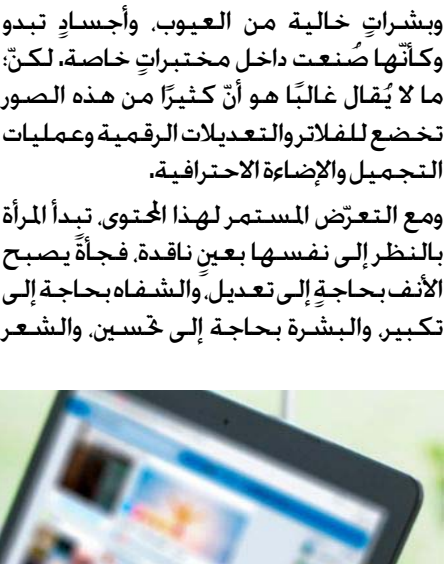 وبشراتٍ خالية من العيوب، وأجسادٍ تبدو
وكأنّها صُنعت داخل مختبراتٍ خاصة. لكنّ؛
ما لا يُقال غالبًا هو أنّ كثيرًا من هذه الصور
تخضع للفلاتر والتعديلات الرقمية وعمليات
التجميل والإضاءة الاحترافية.
ومع التعرّض المستمر لهذا المحتوى، تبدأ المرأة
بالنظر إلى نفسها بعينٍ ناقدة، فجأةً يصبح
الأنف بحاجةٍ إلى تعديل، والشفاه بحاجة إلى
تكبير، والبشرة بحاجة إلى تحسين، والشعر